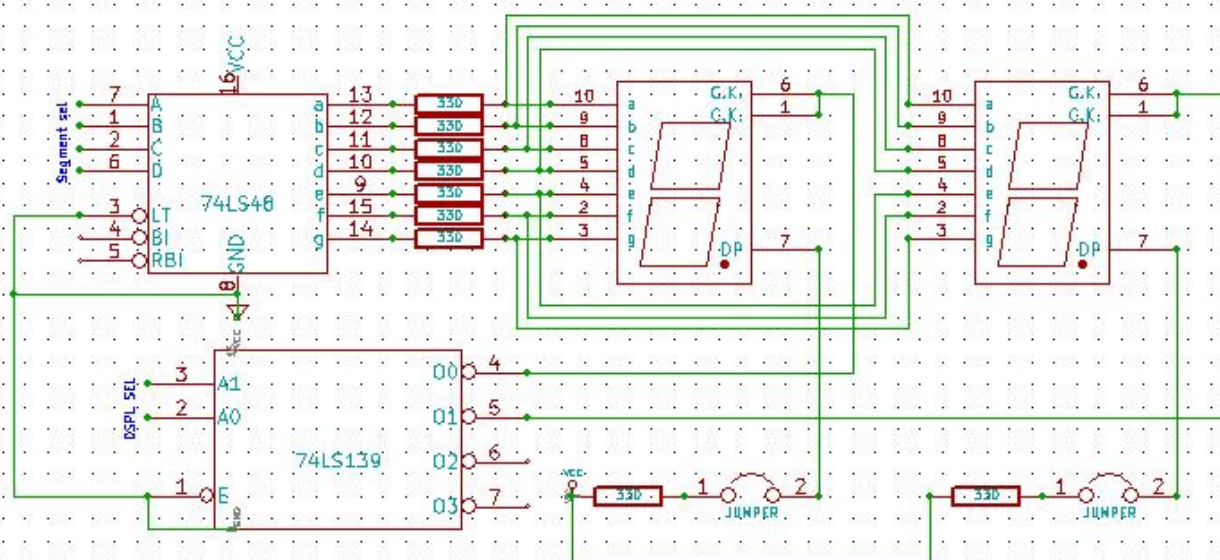 VCC
16
7 A
1 B
2 C
6 D
Segment sel
3 LT
4 BI
5 RBI
74LS48
GND
8
a 13
b 12
c 11
d 10
e 9
f 15
g 14
330
330
330
330
330
330
330
10 a
9 b
8 c
5 d
4 e
2 f
3 g
C.K. 6
C.K. 1
DP 7
10 a
9 b
8 c
5 d
4 e
2 f
3 g
C.K. 6
C.K. 1
DP 7
VCC
DSPL SEL
3 A1
2 A0
1 E
74LS139
GND
O0 4
O1 5
O2 6
O3 7
VCC
330
1 2
JUMPER
330
1 2
JUMPER